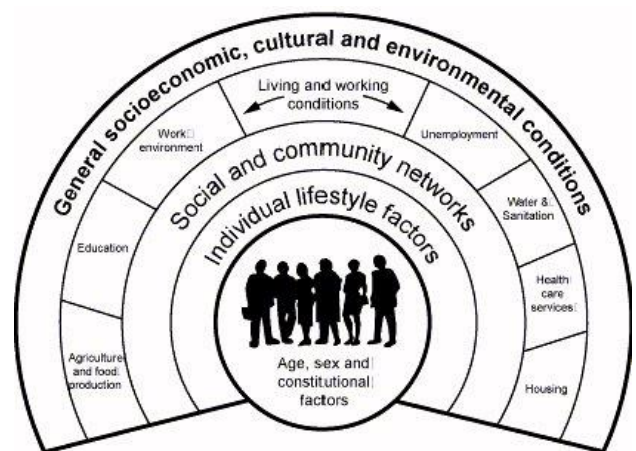 General socioeconomic, cultural and environmental conditions
Living and working
conditions
Work
environment
Unemployment
Social and community networks
Water &
Sanitation
Individual lifestyle factors
Education
Health
care
services
Agriculture
and food
production
Age, sex and
constitutional
factors
Housing